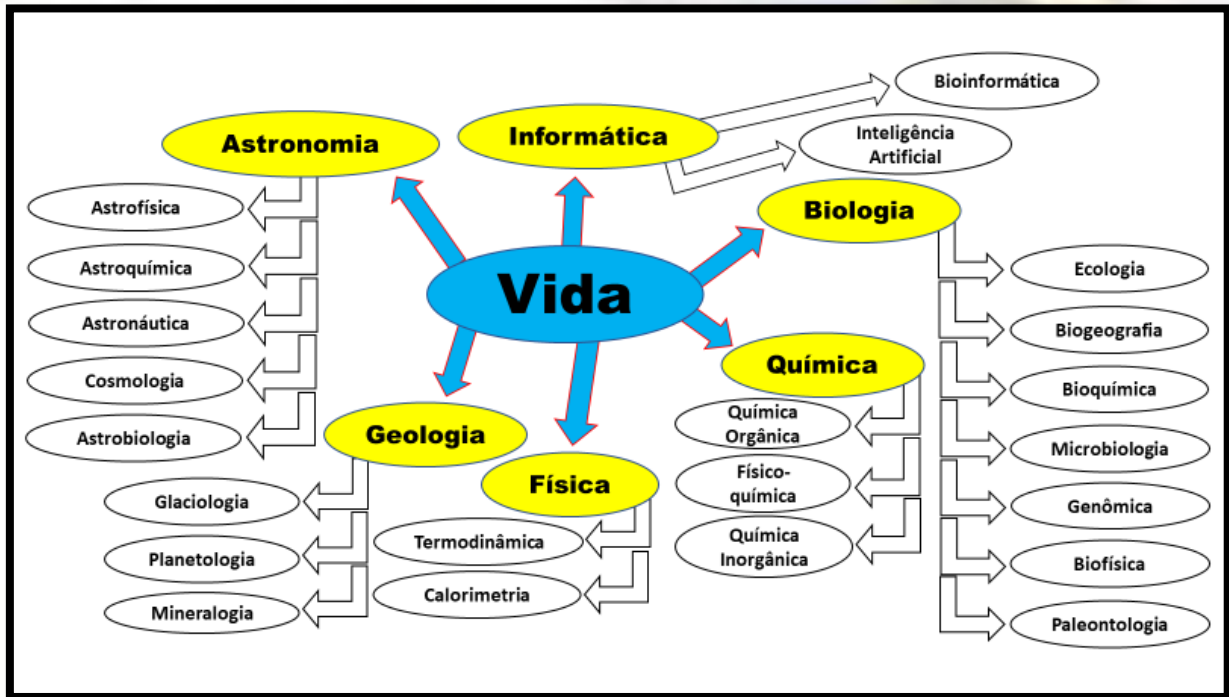 Vida
Astronomia
Astrofísica
Astroquímica
Astronáutica
Cosmologia
Astrobiologia
Informática
Bioinformática
Inteligência
Artificial
Biologia
Ecologia
Biogeografia
Bioquímica
Microbiologia
Genômica
Biofísica
Paleontologia
Química
Química
Orgânica
Físico-
química
Química
Inorgânica
Física
Termodinâmica
Calorimetria
Geologia
Glaciologia
Planetologia
Mineralogia